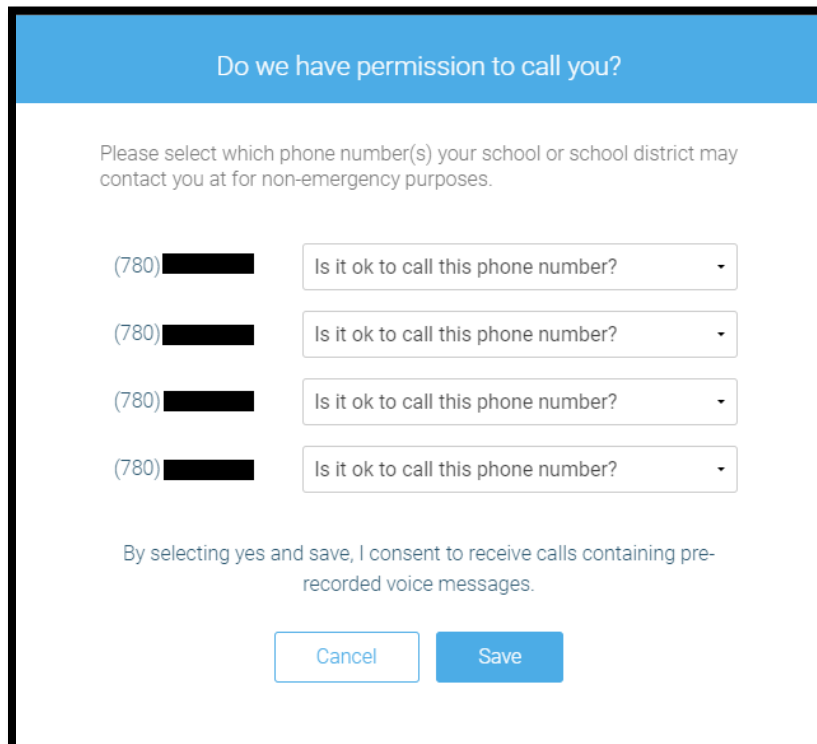 Do we have permission to call you?
Please select which phone number(s) your school or school district may
contact you at for non-emergency purposes.
(780) Is it ok to call this phone number?
(780) Is it ok to call this phone number?
(780) Is it ok to call this phone number?
(780) Is it ok to call this phone number?
By selecting yes and save, I consent to receive calls containing pre-
recorded voice messages.
Cancel Save